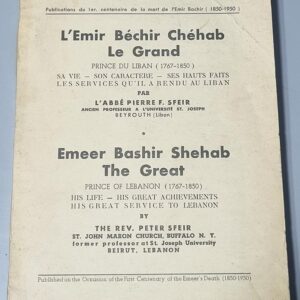 Publications du 1er. centenaire de la mort de l'Emir Bachir ( 1850-1950 )
L'Emir Béchir Chéhab
Le Grand
PRINCE DU LIBAN ( 1767-1850 )
SA VIE — SON CARACTERE — SES HAUTS FAITS
LES SERVICES QU'IL A RENDU AU LIBAN
PAR
L'ABBÉ PIERRE F. SFEIR
ANCIEN PROFESSEUR A L'UNIVERSITÉ ST. JOSEPH
BEYROUTH (Liban)
Emeer Bashir Shehab
The Great
PRINCE OF LEBANON ( 1767-1850 )
HIS LIFE — HIS GREAT ACHIEVEMENTS
HIS GREAT SERVICE TO LEBANON
BY
THE REV. PETER SFEIR
ST. JOHN MARON CHURCH, BUFFALO N. Y.
former professor at St. Joseph University
BEIRUT, LEBANON
Published on the Occasion of the First Centenary of the Emeer's Death. (1850-1950)